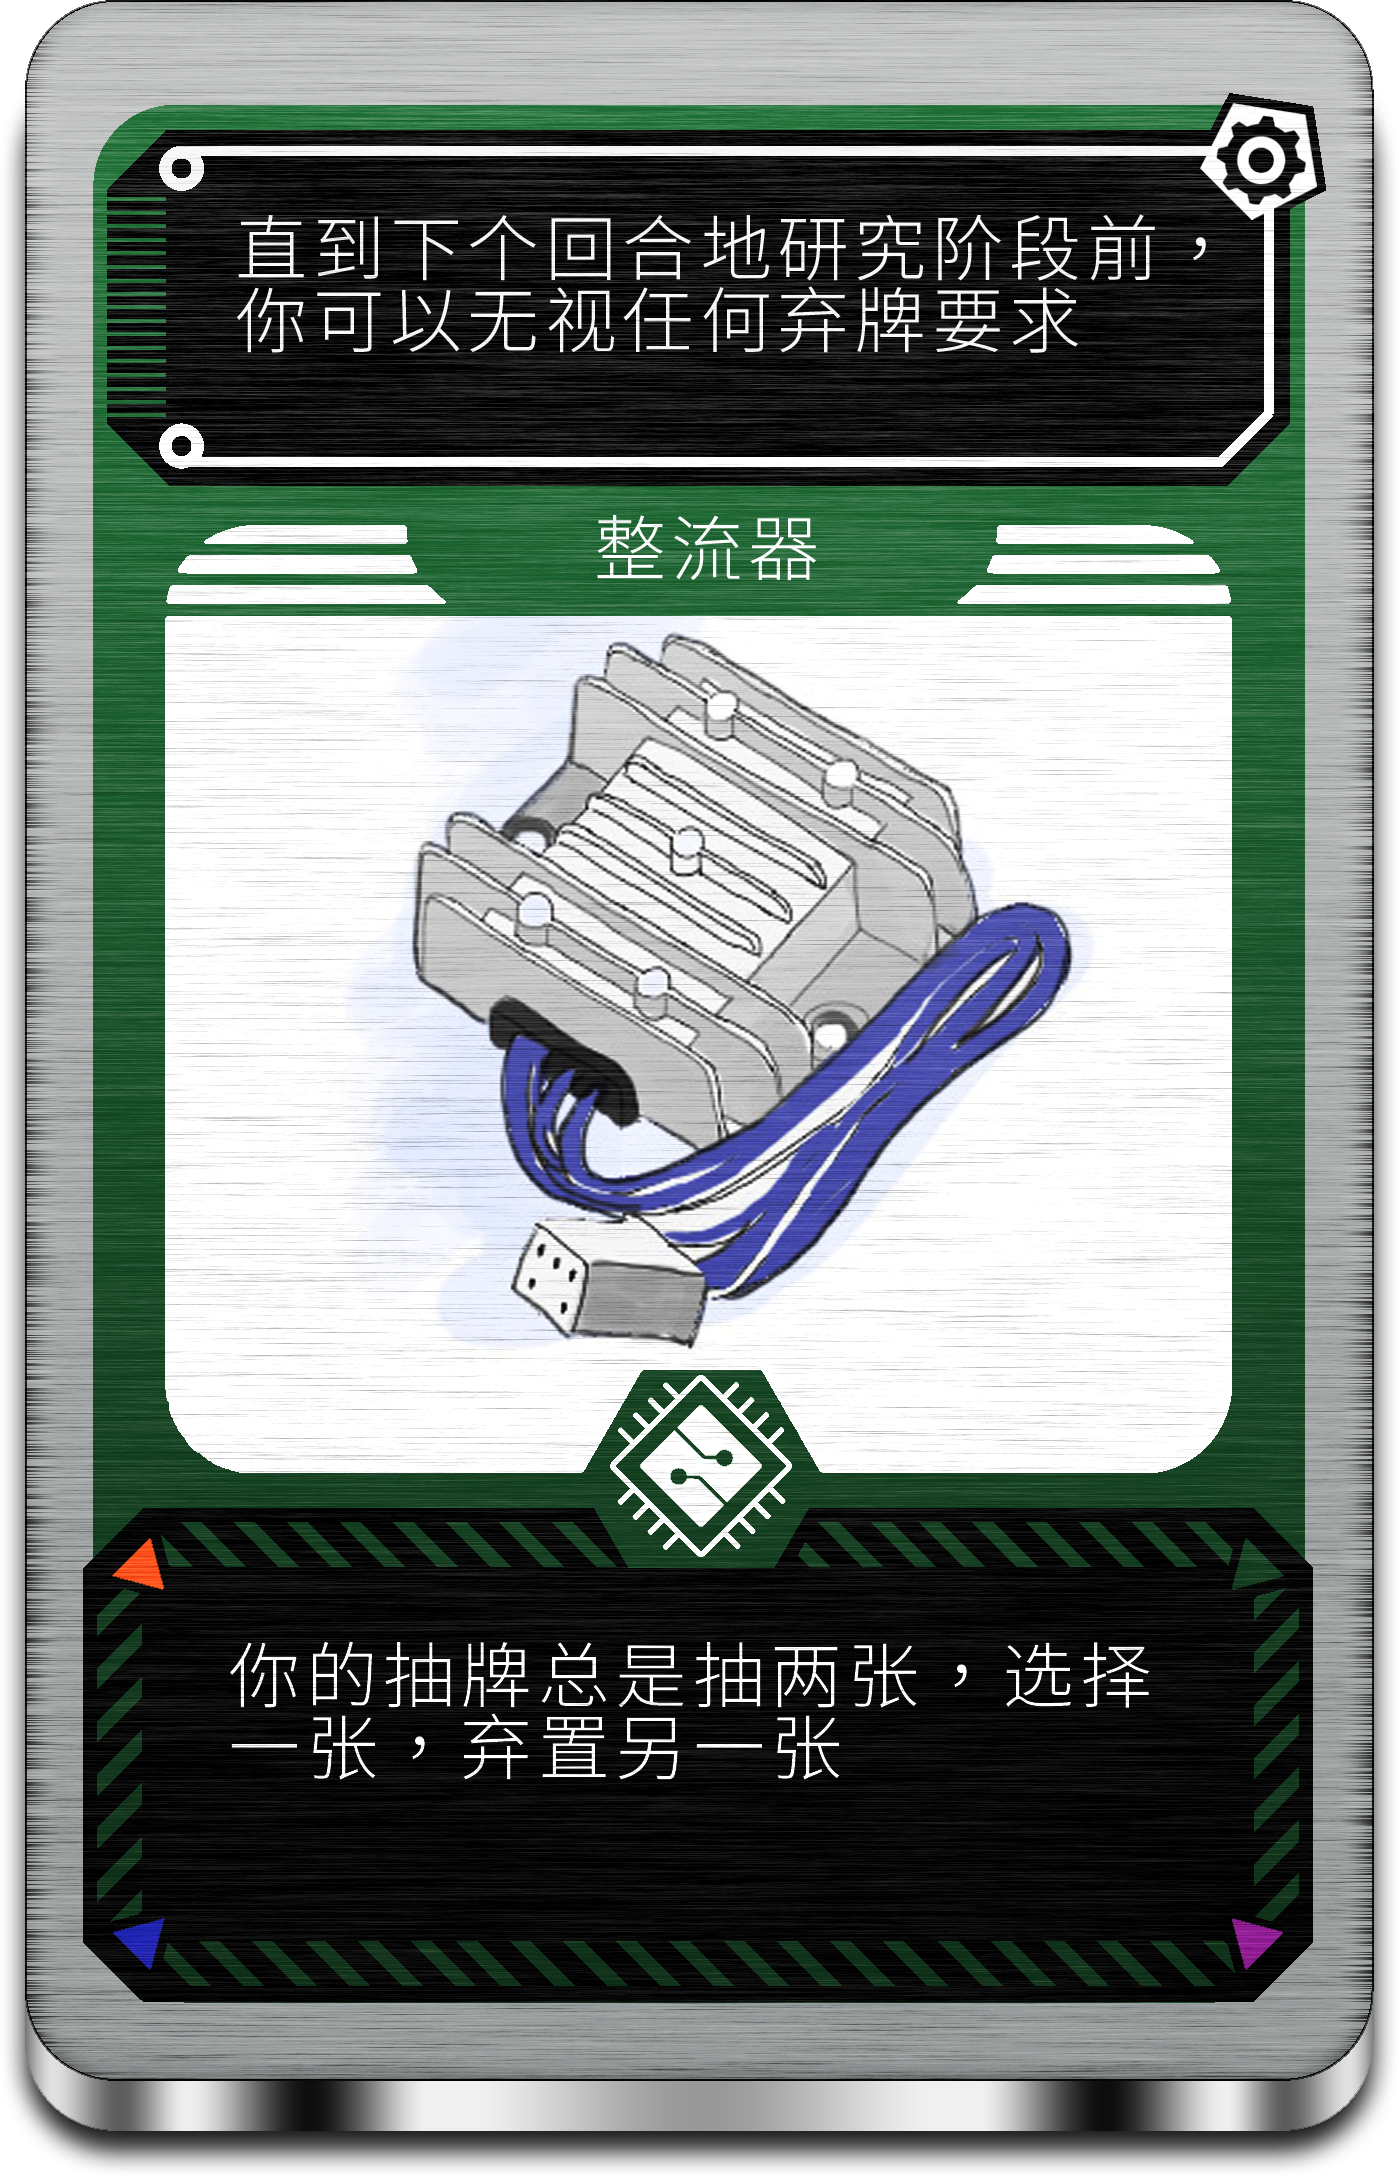 直到下个回合地研究阶段前，
你可以无视任何弃牌要求
整流器
你的抽牌总是抽两张，选择
一张，弃置另一张